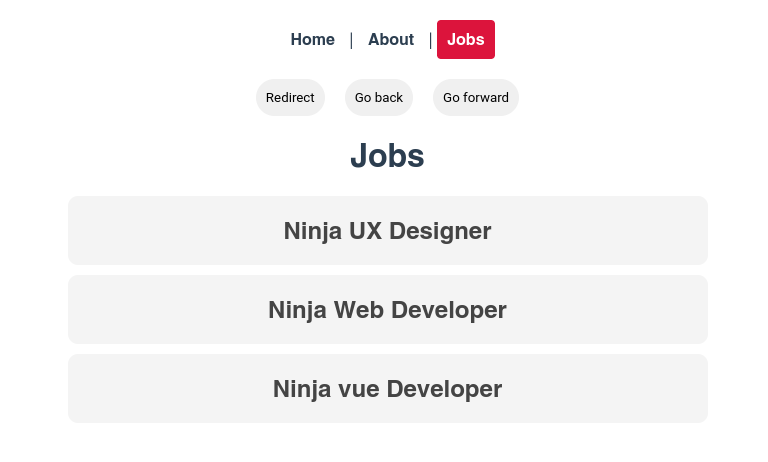 Home | About | Jobs
Redirect Go back Go forward
Jobs
Ninja UX Designer
Ninja Web Developer
Ninja vue Developer